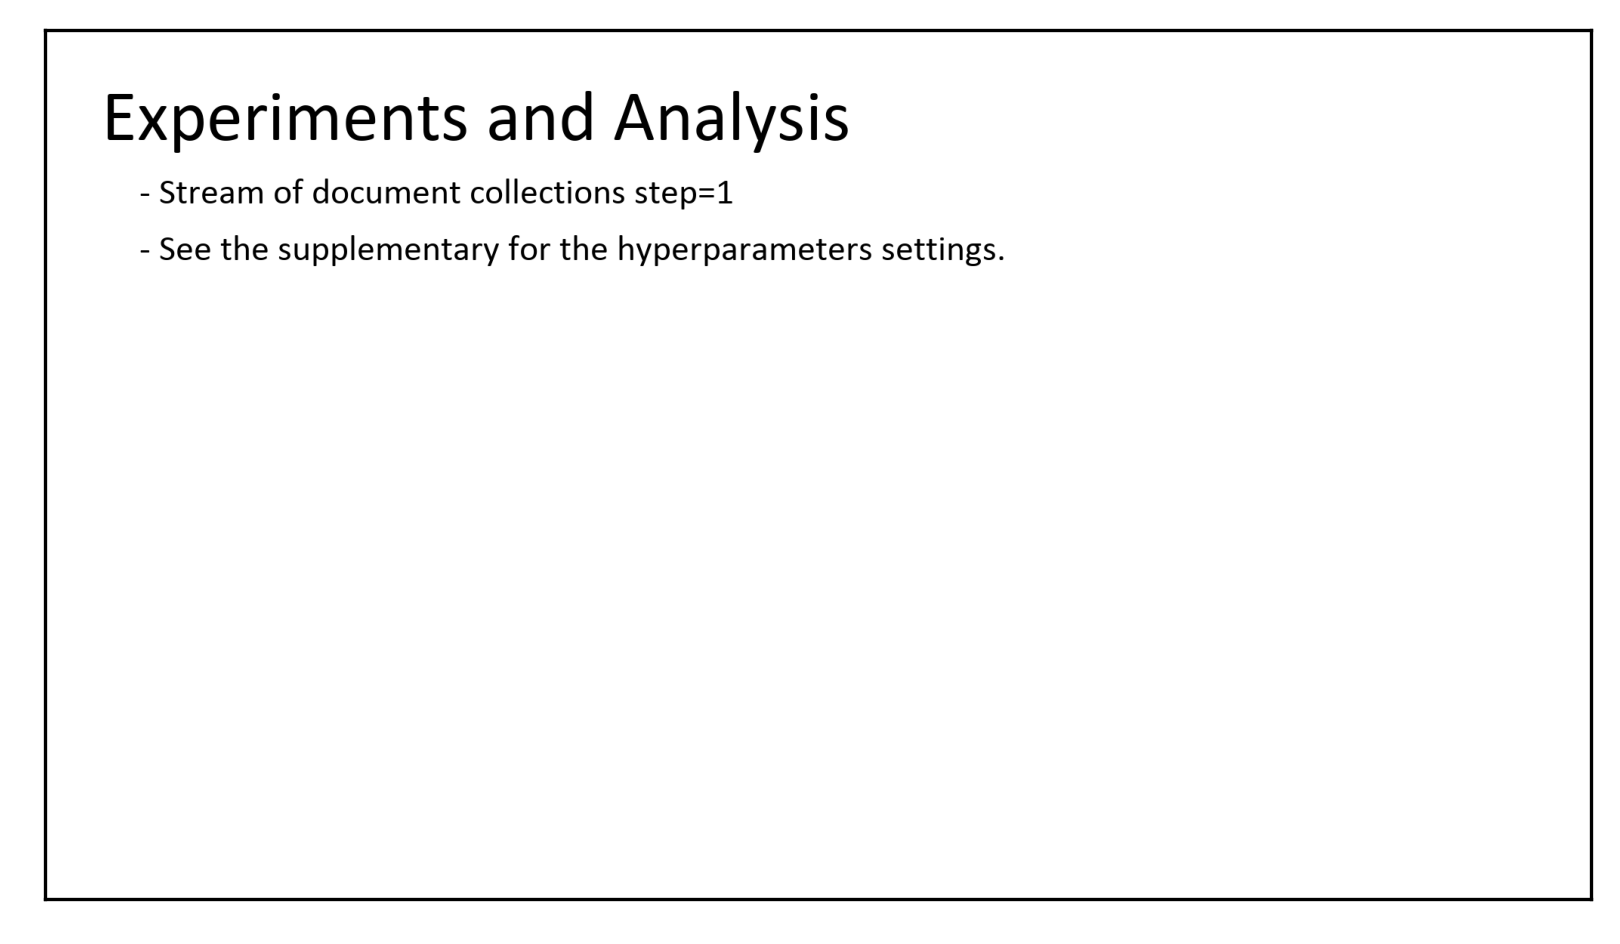 Experiments and Analysis
- Stream of document collections step=1
- See the supplementary for the hyperparameters settings.